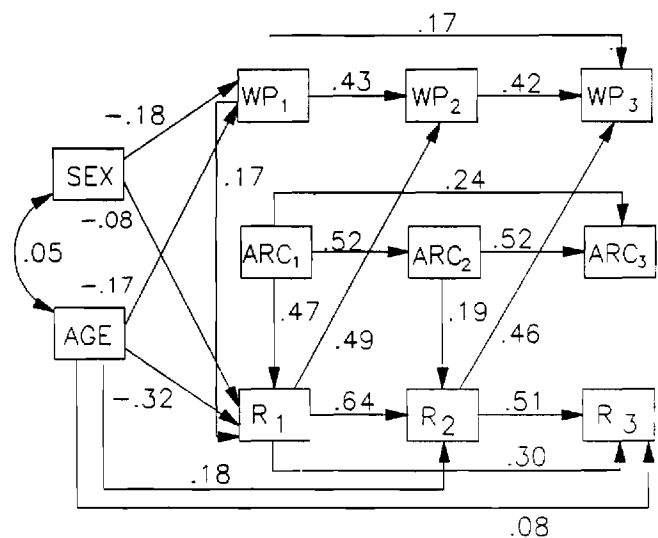 .17
WP1 .43 WP2 .42 WP3
-.18
SEX .17
-.08 .24
.05 ARC1 .52 ARC2 .52 ARC3
-.17
AGE .47 .49 .19 .46
-.32
R1 .64 R2 .51 R3
.18 .30
.08